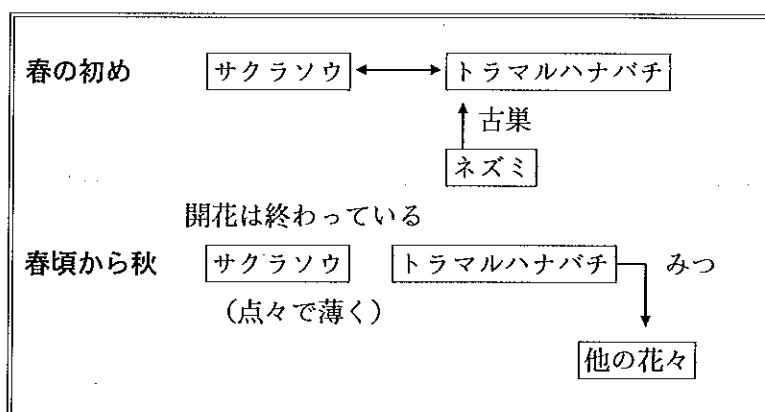 春の初め サクラソウ トラマルハナバチ
古巣
ネズミ
開花は終わっている
春頃から秋 サクラソウ トラマルハナバチ みつ
（点々で薄く）
他の花々